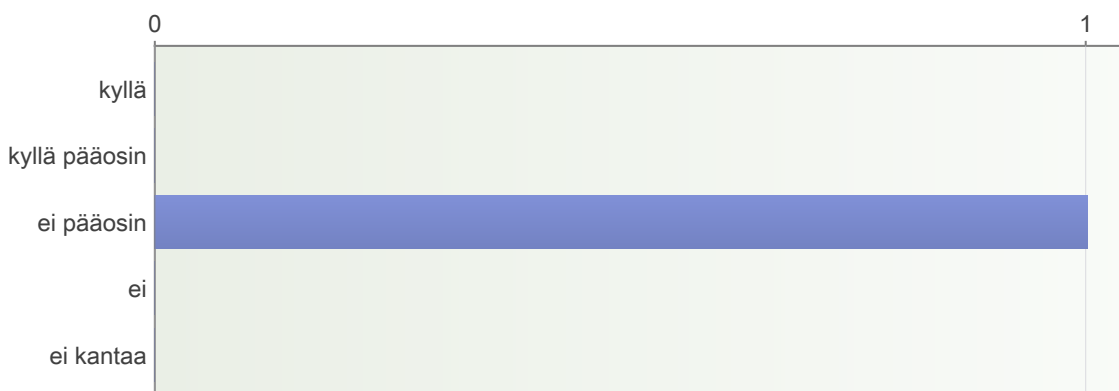 0 1
kyllä
kyllä pääosin
ei pääosin
ei
ei kantaa